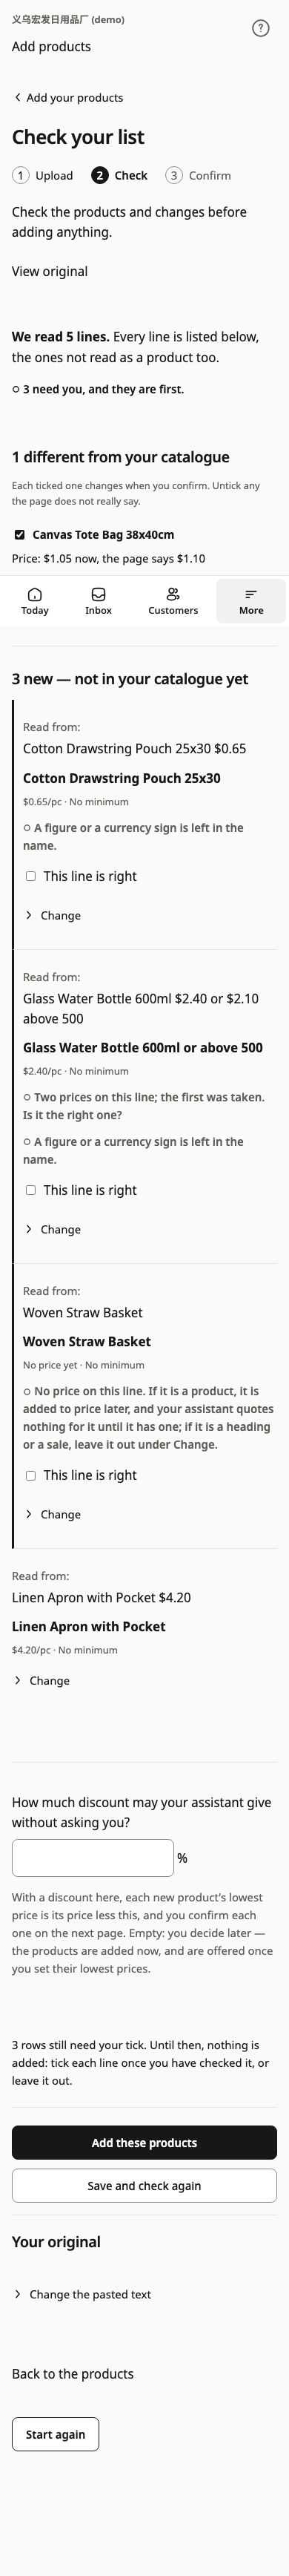 义乌宏发日用品厂 (demo)
Add products
Add your products
Check your list
1 Upload 2 Check 3 Confirm
Check the products and changes before
adding anything.
View original
We read 5 lines. Every line is listed below,
the ones not read as a product too.
3 need you, and they are first.
1 different from your catalogue
Each ticked one changes when you confirm. Untick any
the page does not really say.
Canvas Tote Bag 38x40cm
Price: $1.05 now, the page says $1.10
Today Inbox Customers More
3 new — not in your catalogue yet
Read from:
Cotton Drawstring Pouch 25x30 $0.65
Cotton Drawstring Pouch 25x30
$0.65/pc · No minimum
A figure or a currency sign is left in the
name.
This line is right
Change
Read from:
Glass Water Bottle 600ml $2.40 or $2.10
above 500
Glass Water Bottle 600ml or above 500
$2.40/pc · No minimum
Two prices on this line; the first was taken.
Is it the right one?
A figure or a currency sign is left in the
name.
This line is right
Change
Read from:
Woven Straw Basket
Woven Straw Basket
No price yet · No minimum
No price on this line. If it is a product, it is
added to price later, and your assistant quotes
nothing for it until it has one; if it is a heading
or a sale, leave it out under Change.
This line is right
Change
Read from:
Linen Apron with Pocket $4.20
Linen Apron with Pocket
$4.20/pc · No minimum
Change
How much discount may your assistant give
without asking you?
%
With a discount here, each new product's lowest
price is its price less this, and you confirm each
one on the next page. Empty: you decide later —
the products are added now, and are offered once
you set their lowest prices.
3 rows still need your tick. Until then, nothing is
added: tick each line once you have checked it, or
leave it out.
Add these products
Save and check again
Your original
Change the pasted text
Back to the products
Start again